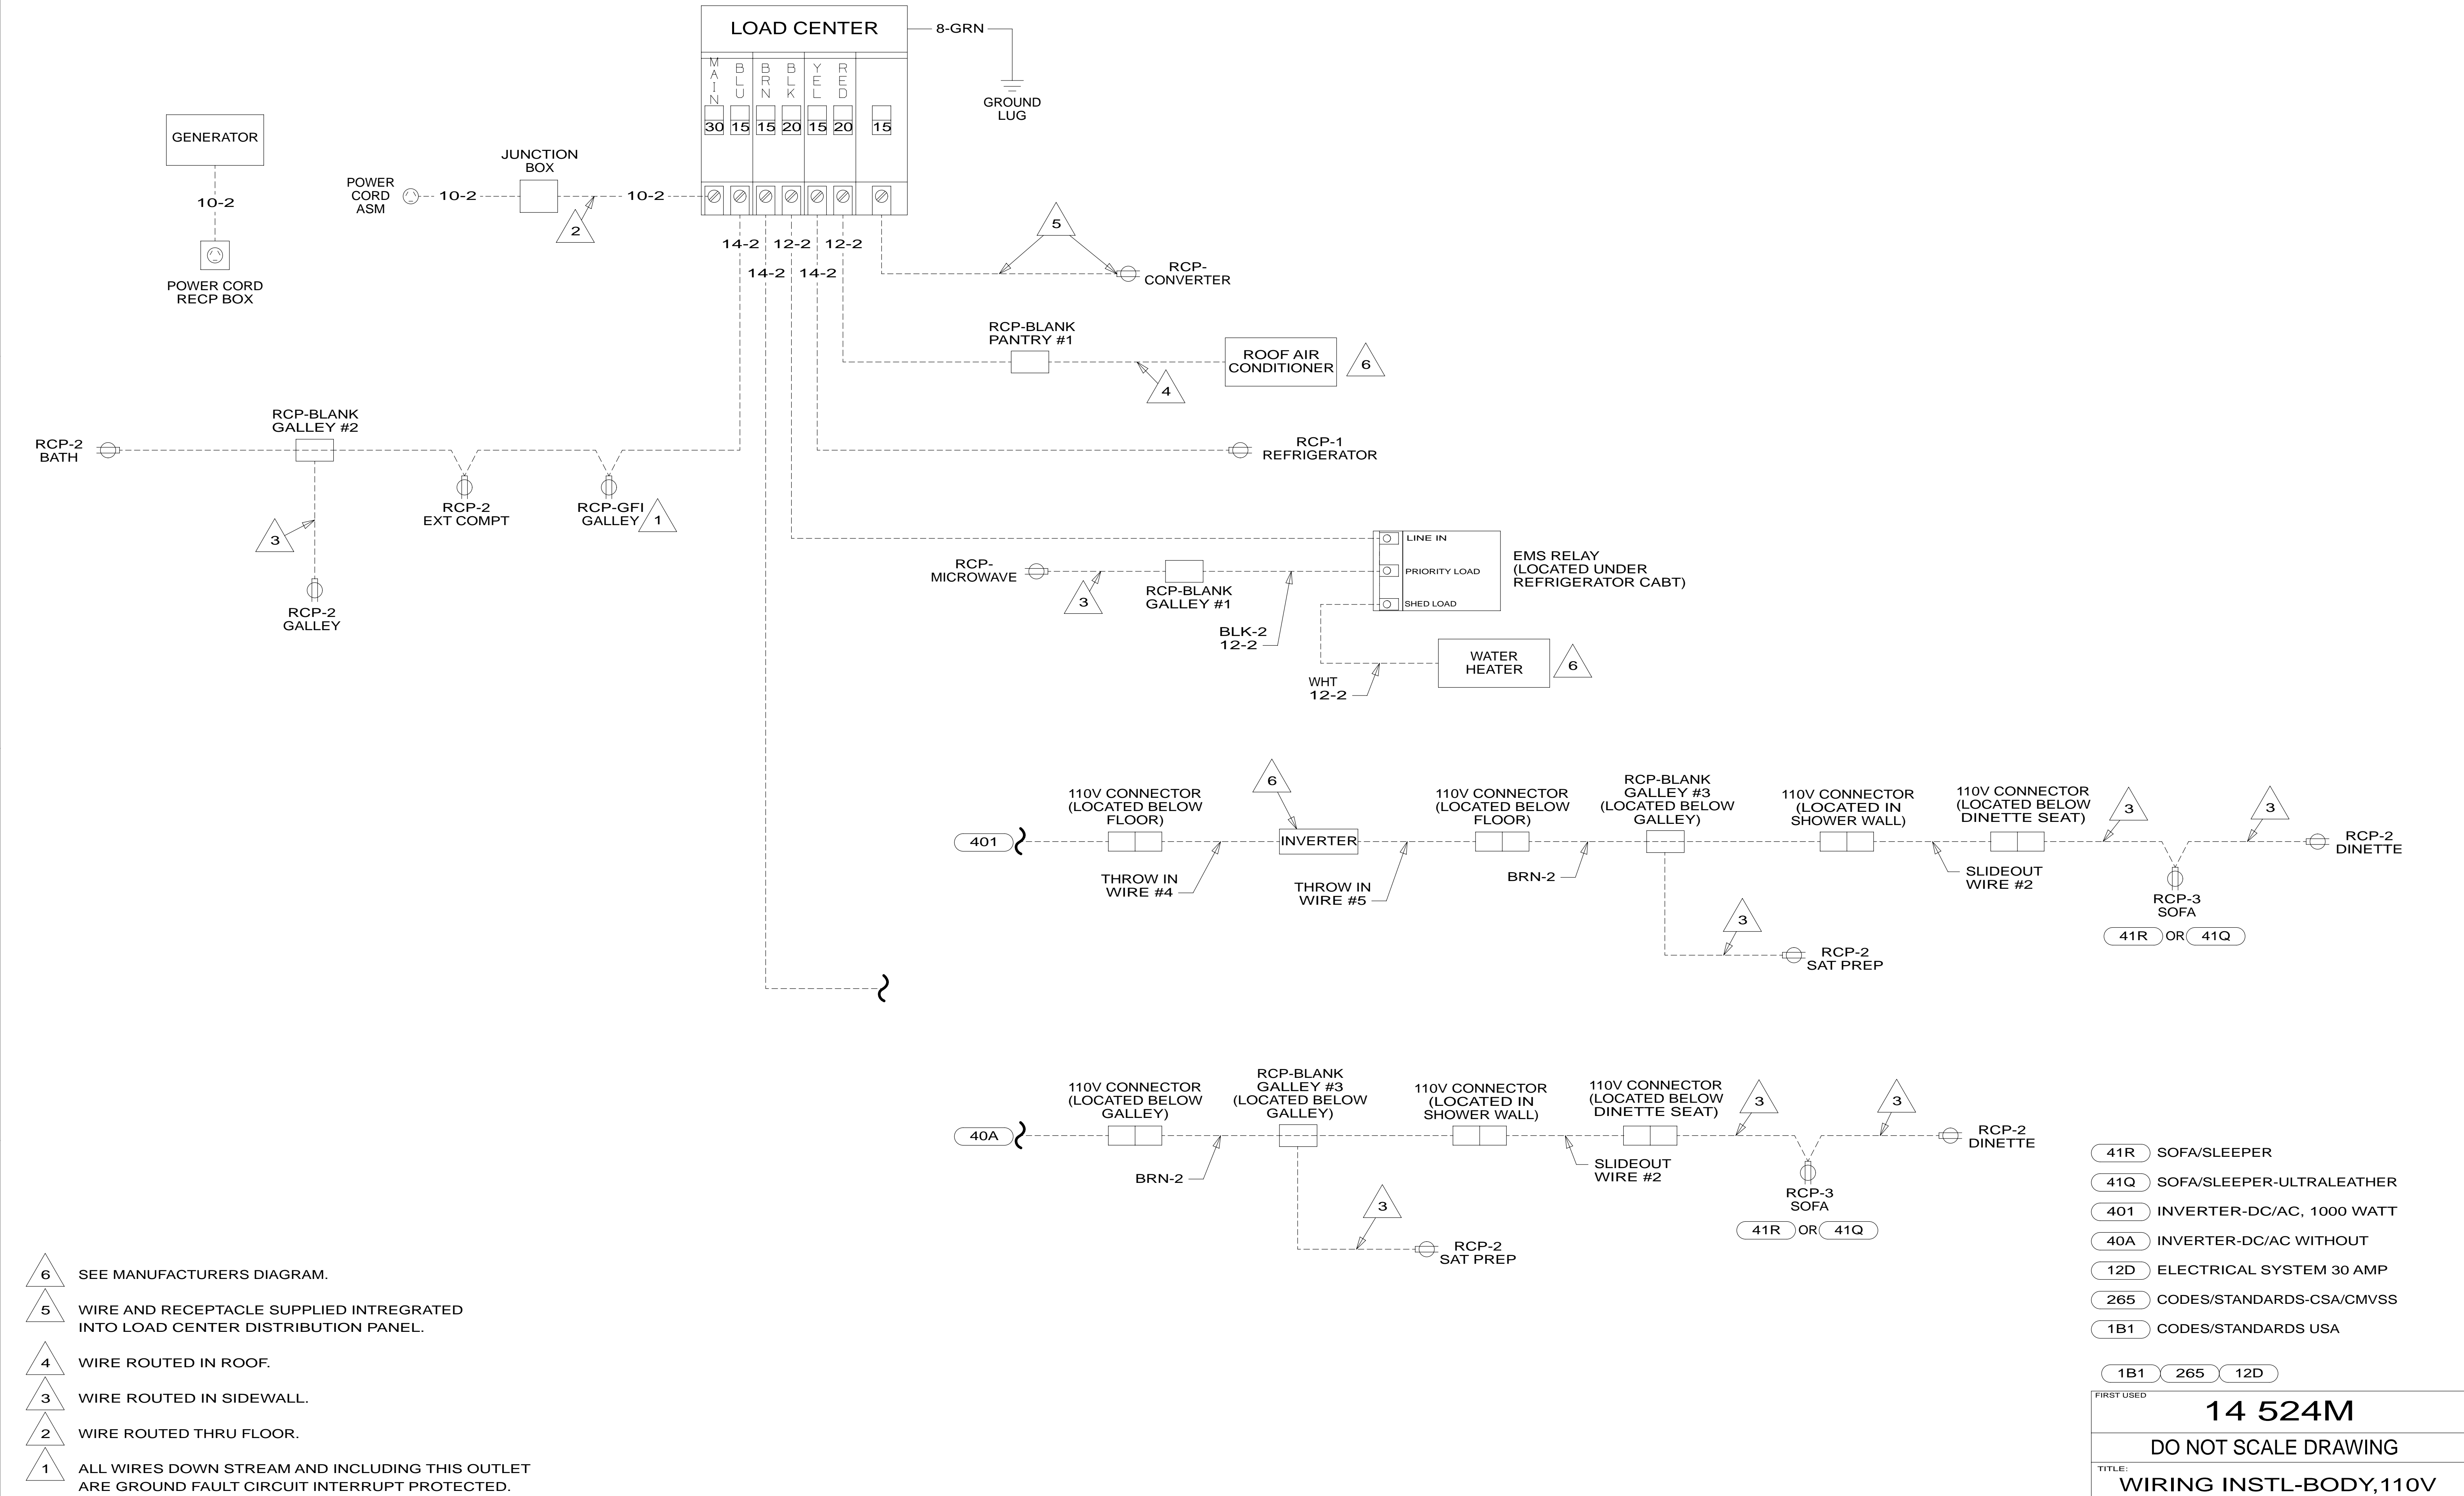 LOAD CENTER
8-GRN
GROUND
LUG
MAIN
BLU
BRN
BLK
YEL
RED
30
15
15
20
15
20
15
GENERATOR
10-2
POWER CORD
RECP BOX
POWER
CORD
ASM
10-2
JUNCTION
BOX
2
10-2
14-2
12-2
12-2
14-2
14-2
5
RCP-
CONVERTER
RCP-BLANK
PANTRY #1
4
ROOF AIR
CONDITIONER
6
RCP-2
BATH
RCP-BLANK
GALLEY #2
3
RCP-2
GALLEY
RCP-2
EXT COMPT
RCP-GFI
GALLEY
1
RCP-1
REFRIGERATOR
LINE IN
PRIORITY LOAD
SHED LOAD
EMS RELAY
(LOCATED UNDER
REFRIGERATOR CABT)
RCP-
MICROWAVE
3
RCP-BLANK
GALLEY #1
BLK-2
12-2
WHT
12-2
WATER
HEATER
6
401
110V CONNECTOR
(LOCATED BELOW
FLOOR)
THROW IN
WIRE #4
6
INVERTER
THROW IN
WIRE #5
110V CONNECTOR
(LOCATED BELOW
FLOOR)
BRN-2
RCP-BLANK
GALLEY #3
(LOCATED BELOW
GALLEY)
3
RCP-2
SAT PREP
110V CONNECTOR
(LOCATED IN
SHOWER WALL)
SLIDEOUT
WIRE #2
110V CONNECTOR
(LOCATED BELOW
DINETTE SEAT)
3
RCP-3
SOFA
41R OR 41Q
3
RCP-2
DINETTE
40A
110V CONNECTOR
(LOCATED BELOW
GALLEY)
BRN-2
RCP-BLANK
GALLEY #3
(LOCATED BELOW
GALLEY)
3
RCP-2
SAT PREP
110V CONNECTOR
(LOCATED IN
SHOWER WALL)
SLIDEOUT
WIRE #2
110V CONNECTOR
(LOCATED BELOW
DINETTE SEAT)
3
RCP-3
SOFA
41R OR 41Q
3
RCP-2
DINETTE
6 SEE MANUFACTURERS DIAGRAM.
5 WIRE AND RECEPTACLE SUPPLIED INTREGRATED
INTO LOAD CENTER DISTRIBUTION PANEL.
4 WIRE ROUTED IN ROOF.
3 WIRE ROUTED IN SIDEWALL.
2 WIRE ROUTED THRU FLOOR.
1 ALL WIRES DOWN STREAM AND INCLUDING THIS OUTLET
ARE GROUND FAULT CIRCUIT INTERRUPT PROTECTED.
41R SOFA/SLEEPER
41Q SOFA/SLEEPER-ULTRALEATHER
401 INVERTER-DC/AC, 1000 WATT
40A INVERTER-DC/AC WITHOUT
12D ELECTRICAL SYSTEM 30 AMP
265 CODES/STANDARDS-CSA/CMVSS
1B1 CODES/STANDARDS USA
1B1 265 12D
FIRST USED
14 524M
DO NOT SCALE DRAWING
TITLE:
WIRING INSTL-BODY,110V